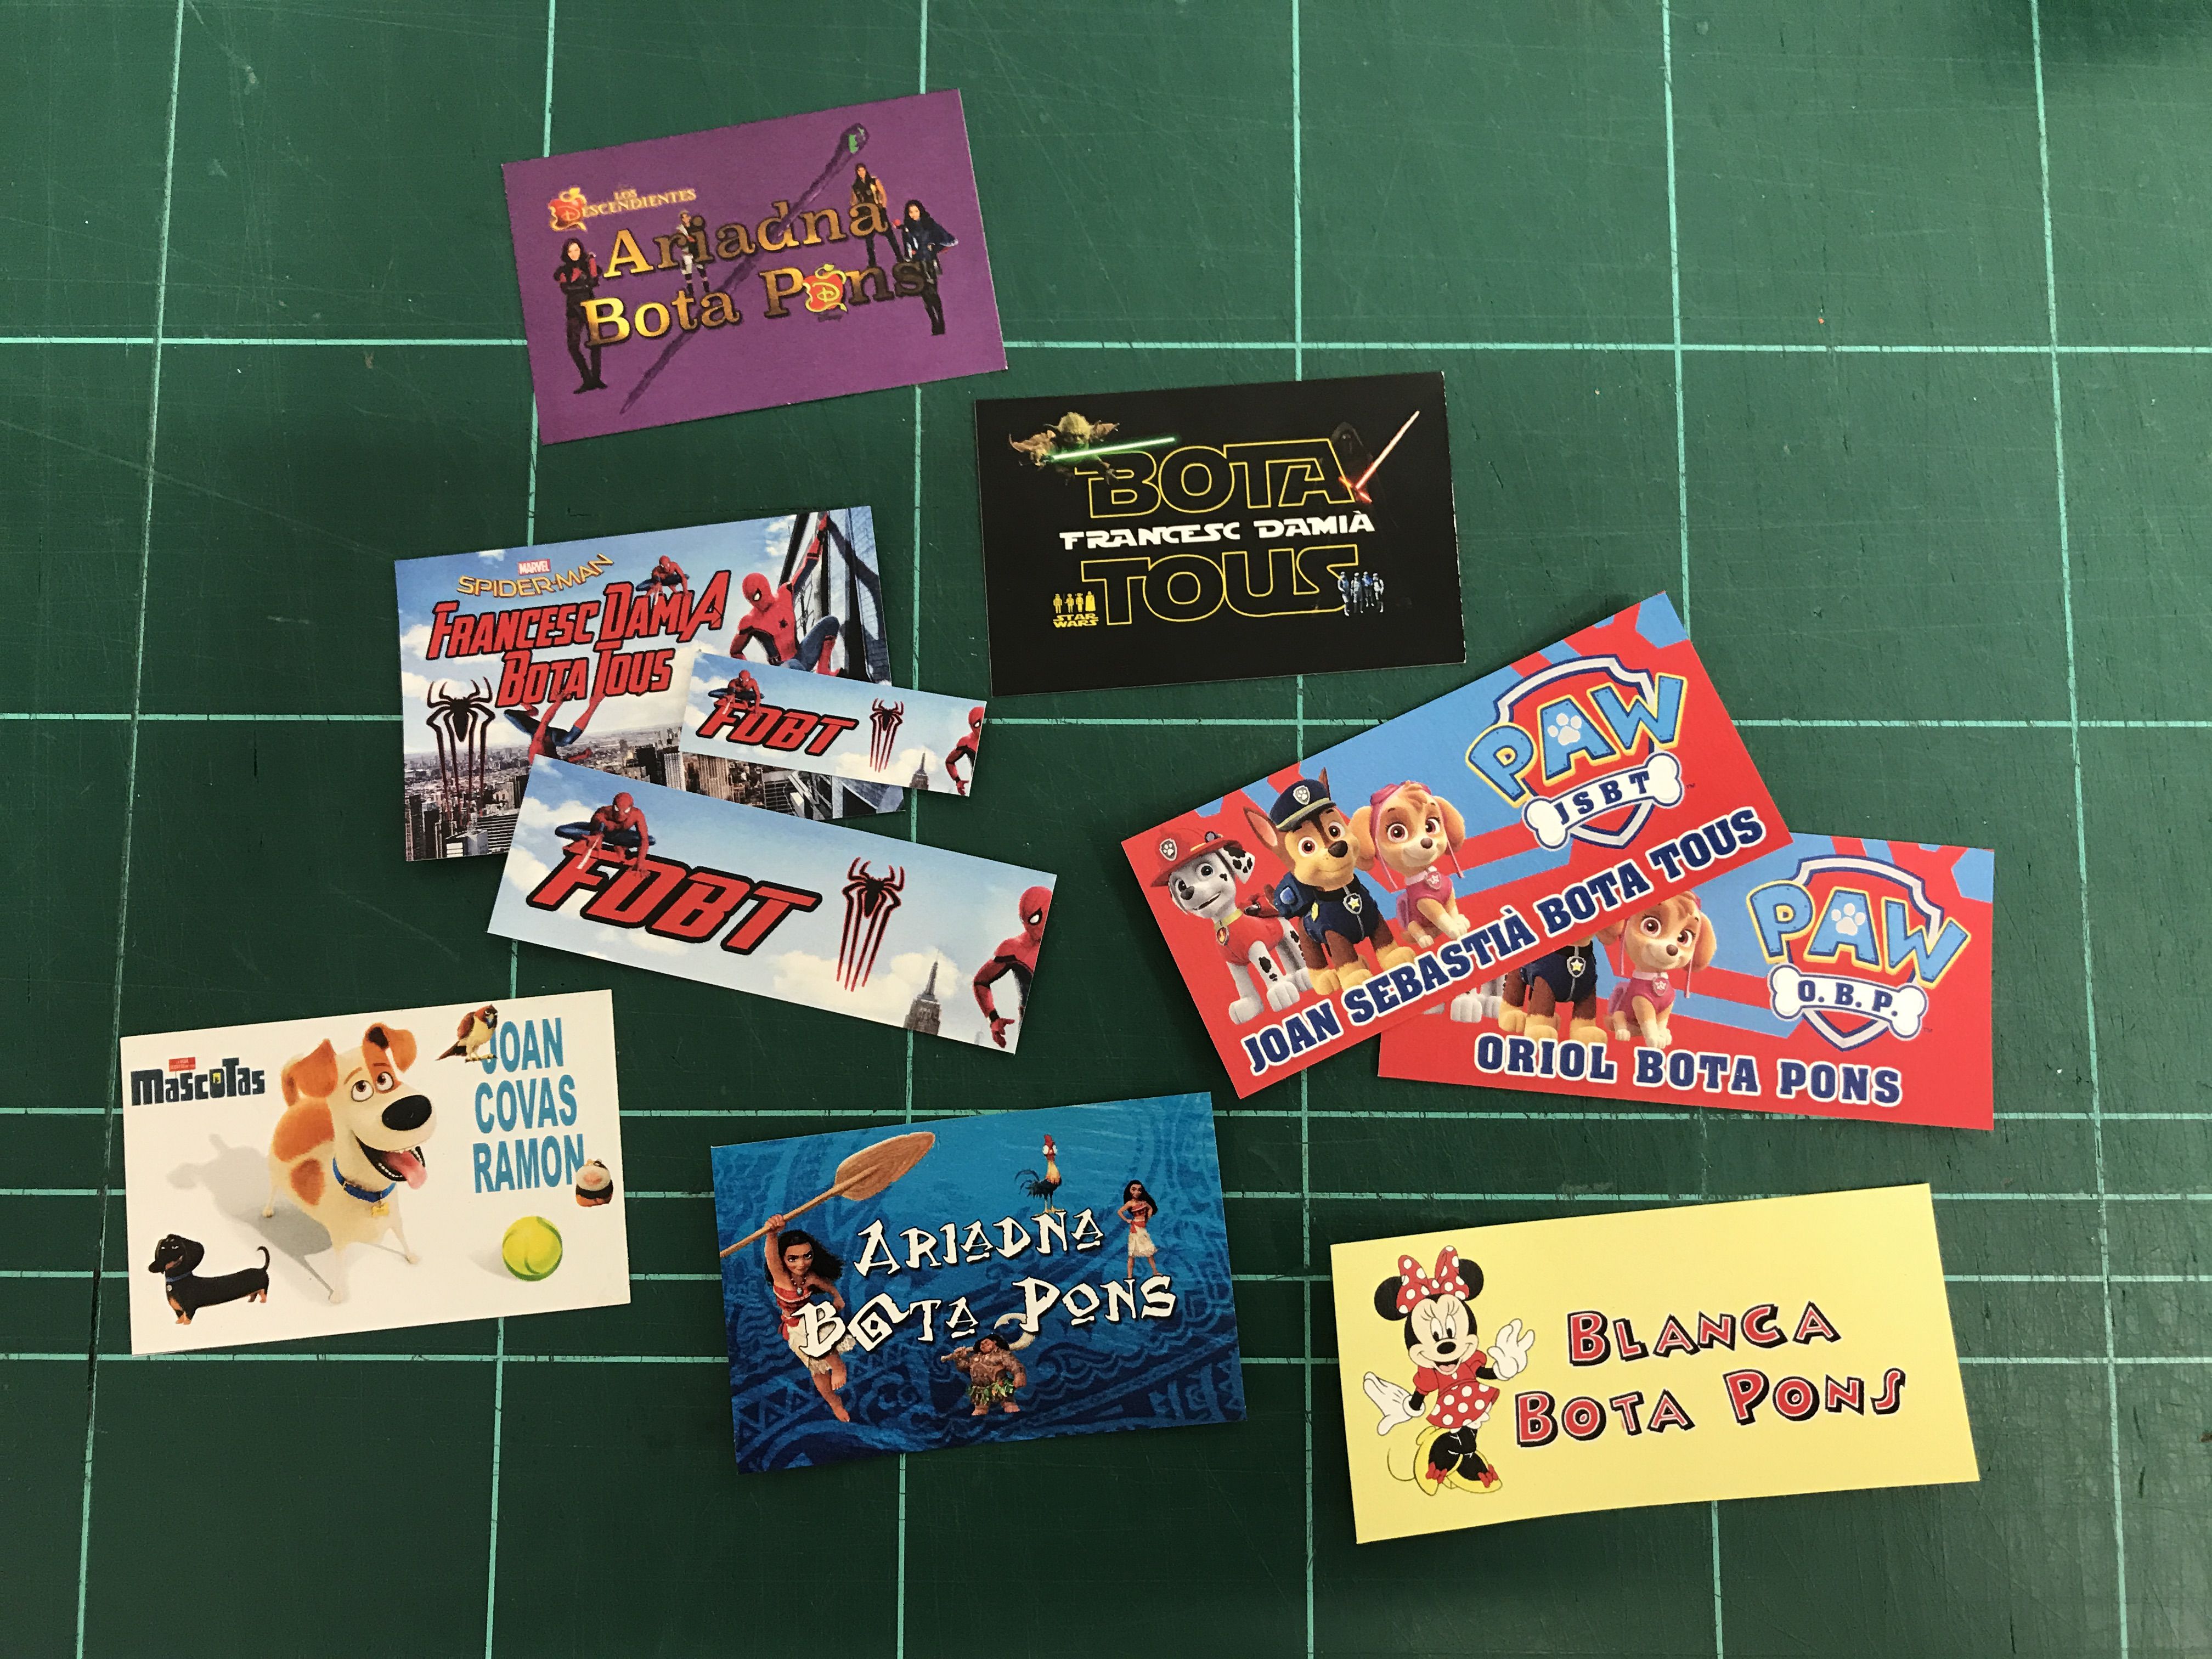 LOS
DESCENDIENTES
Ariadna
Bota Pons
BOTA
FRANCESC DAMIÀ
TOUS
STAR
WARS
MARVEL
SPIDER-MAN
FRANCESC DAMIÀ
BOTA TOUS
FDBT
FDBT
PAW
JSBT
JOAN SEBASTIÀ BOTA TOUS
PAW
O.B.P.
ORIOL BOTA PONS
MASCOTAS
JOAN
COVAS
RAMON
ARIADNA
BOTA PONS
BLANCA
BOTA PONS